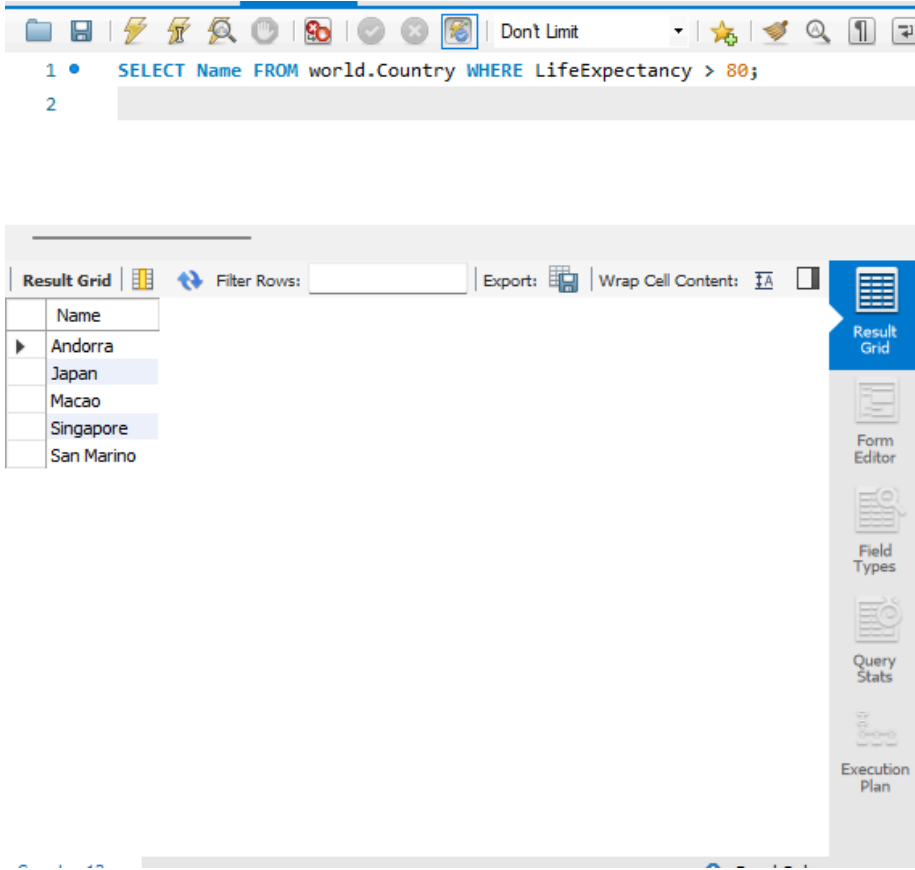 Don't Limit
1 SELECT Name FROM world.Country WHERE LifeExpectancy > 80;
2
Result Grid Filter Rows: Export: Wrap Cell Content: IA
Name
Andorra
Japan
Macao
Singapore
San Marino
Result
Grid
Form
Editor
Field
Types
Query
Stats
Execution
Plan